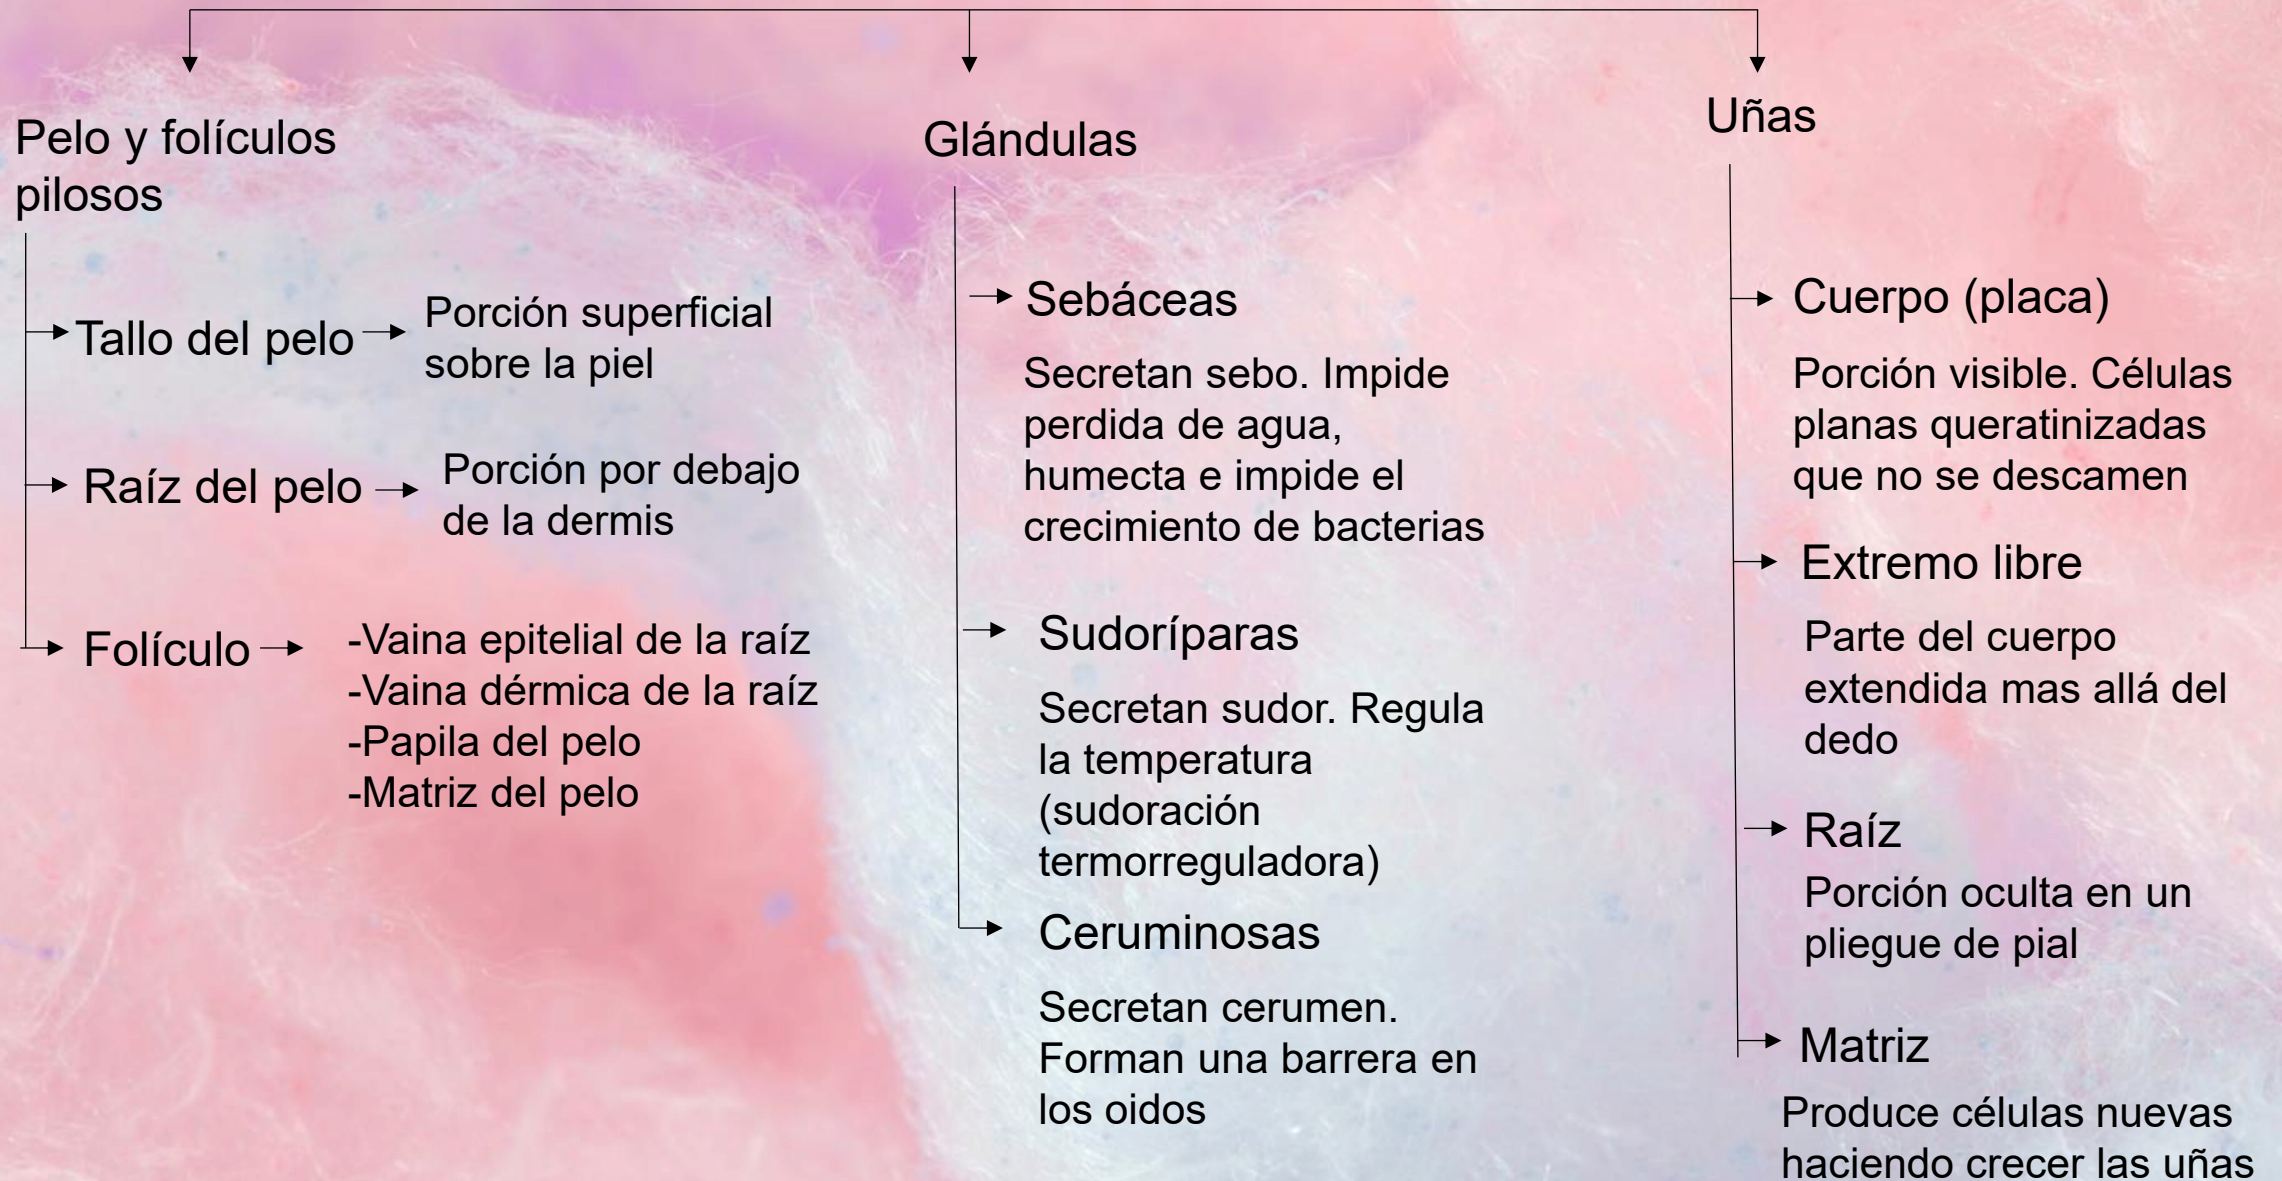 Pelo y folículos
pilosos
Tallo del pelo
Porción superficial
sobre la piel
Raíz del pelo
Porción por debajo
de la dermis
Folículo
-Vaina epitelial de la raíz
-Vaina dérmica de la raíz
-Papila del pelo
-Matriz del pelo
Glándulas
Sebáceas
Secretan sebo. Impide
perdida de agua,
humecta e impide el
crecimiento de bacterias
Sudoríparas
Secretan sudor. Regula
la temperatura
(sudoración
termorreguladora)
Ceruminosas
Secretan cerumen.
Forman una barrera en
los oidos
Uñas
Cuerpo (placa)
Porción visible. Células
planas queratinizadas
que no se descamen
Extremo libre
Parte del cuerpo
extendida mas allá del
dedo
Raíz
Porción oculta en un
pliegue de pial
Matriz
Produce células nuevas
haciendo crecer las uñas